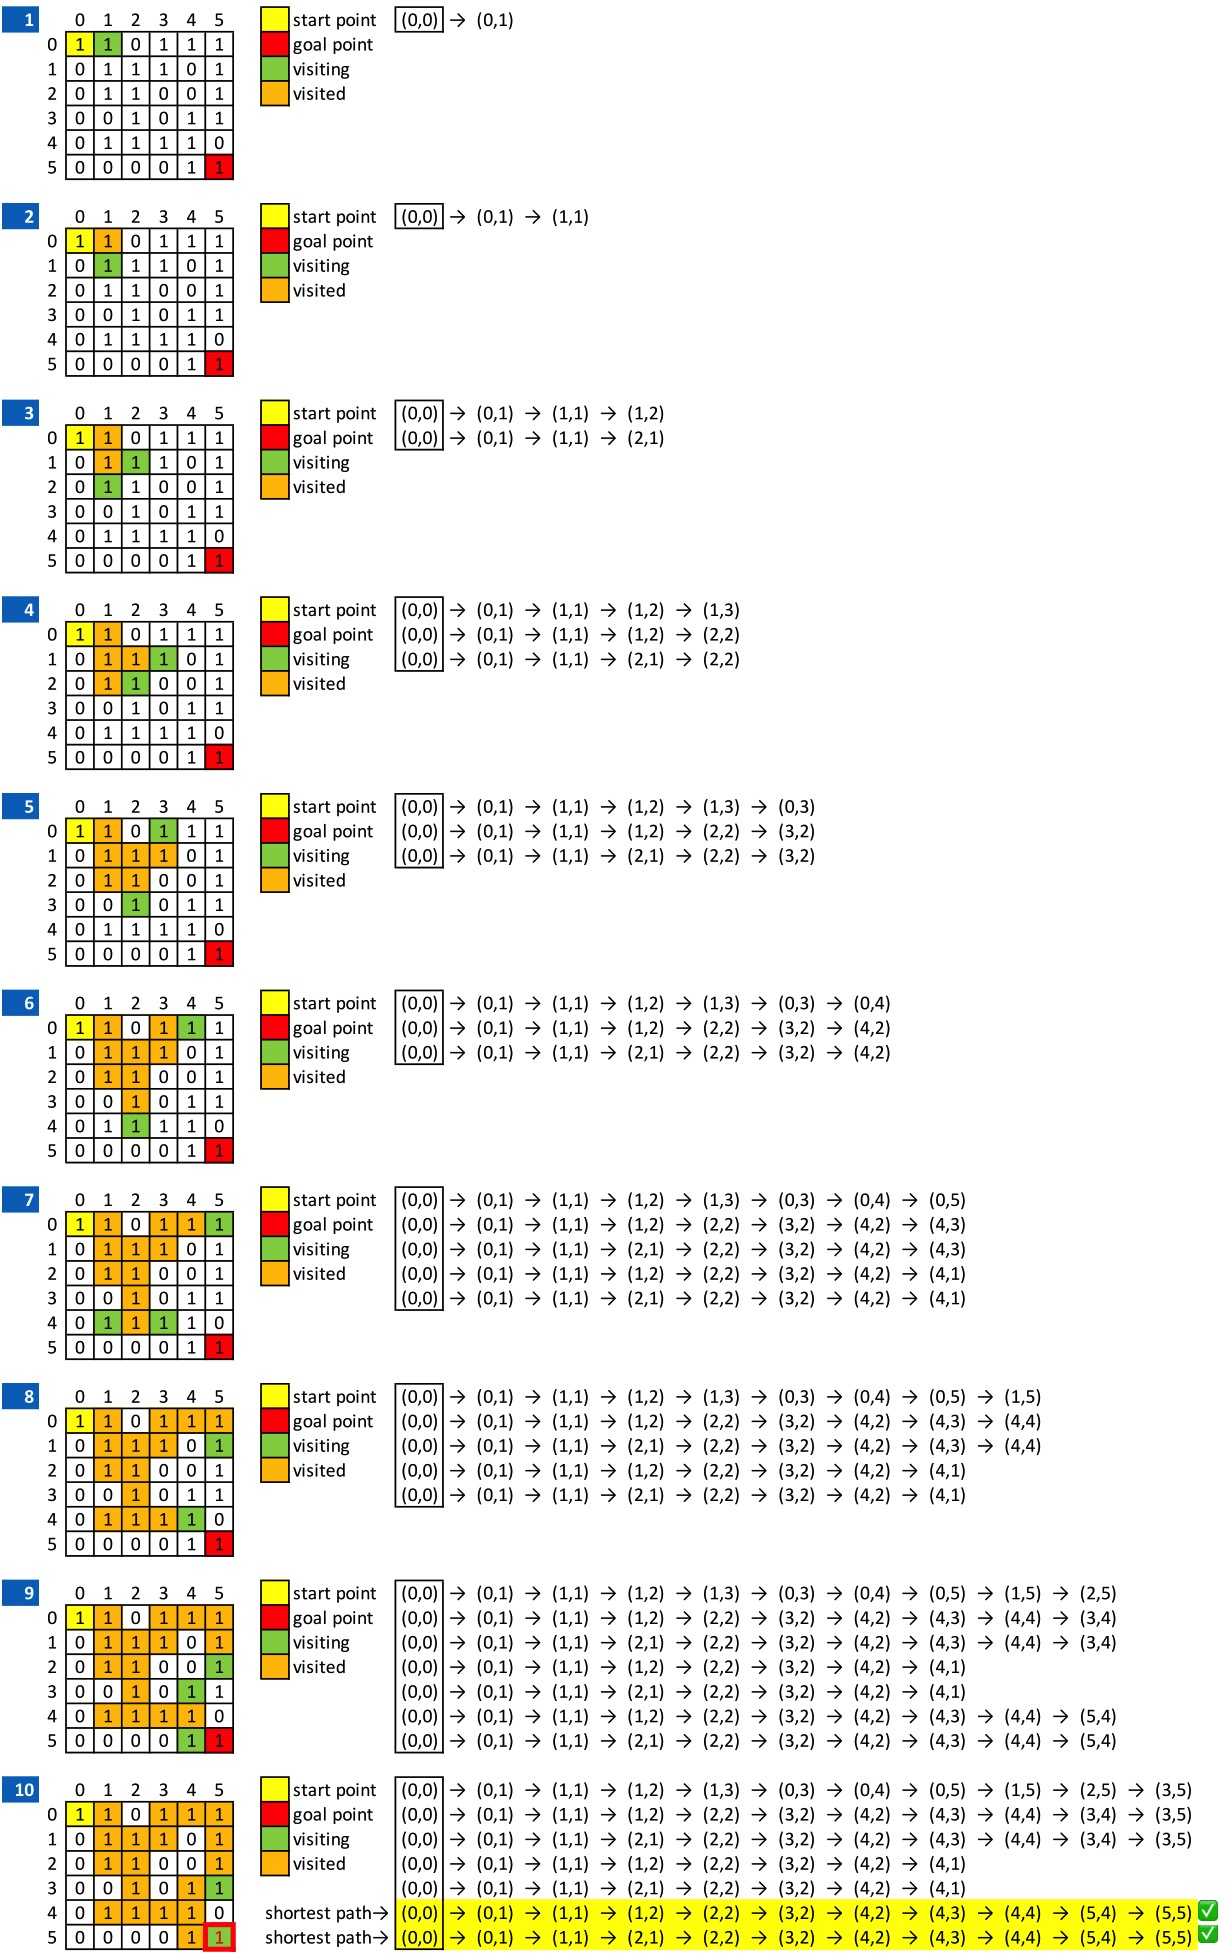 1 0 1 2 3 4 5 start point (0,0) → (0,1)
0 1 1 0 1 1 1 goal point
1 0 1 1 1 0 1 visiting
2 0 1 1 0 0 1 visited
3 0 0 1 0 1 1
4 0 1 1 1 1 0
5 0 0 0 0 1 1
2 0 1 2 3 4 5 start point (0,0) → (0,1) → (1,1)
0 1 1 0 1 1 1 goal point
1 0 1 1 1 0 1 visiting
2 0 1 1 0 0 1 visited
3 0 0 1 0 1 1
4 0 1 1 1 1 0
5 0 0 0 0 1 1
3 0 1 2 3 4 5 start point (0,0) → (0,1) → (1,1) → (1,2)
0 1 1 0 1 1 1 goal point (0,0) → (0,1) → (1,1) → (2,1)
1 0 1 1 1 0 1 visiting
2 0 1 1 0 0 1 visited
3 0 0 1 0 1 1
4 0 1 1 1 1 0
5 0 0 0 0 1 1
4 0 1 2 3 4 5 start point (0,0) → (0,1) → (1,1) → (1,2) → (1,3)
0 1 1 0 1 1 1 goal point (0,0) → (0,1) → (1,1) → (1,2) → (2,2)
1 0 1 1 1 0 1 visiting (0,0) → (0,1) → (1,1) → (2,1) → (2,2)
2 0 1 1 0 0 1 visited
3 0 0 1 0 1 1
4 0 1 1 1 1 0
5 0 0 0 0 1 1
5 0 1 2 3 4 5 start point (0,0) → (0,1) → (1,1) → (1,2) → (1,3) → (0,3)
0 1 1 0 1 1 1 goal point (0,0) → (0,1) → (1,1) → (1,2) → (2,2) → (3,2)
1 0 1 1 1 0 1 visiting (0,0) → (0,1) → (1,1) → (2,1) → (2,2) → (3,2)
2 0 1 1 0 0 1 visited
3 0 0 1 0 1 1
4 0 1 1 1 1 0
5 0 0 0 0 1 1
6 0 1 2 3 4 5 start point (0,0) → (0,1) → (1,1) → (1,2) → (1,3) → (0,3) → (0,4)
0 1 1 0 1 1 1 goal point (0,0) → (0,1) → (1,1) → (1,2) → (2,2) → (3,2) → (4,2)
1 0 1 1 1 0 1 visiting (0,0) → (0,1) → (1,1) → (2,1) → (2,2) → (3,2) → (4,2)
2 0 1 1 0 0 1 visited
3 0 0 1 0 1 1
4 0 1 1 1 1 0
5 0 0 0 0 1 1
7 0 1 2 3 4 5 start point (0,0) → (0,1) → (1,1) → (1,2) → (1,3) → (0,3) → (0,4) → (0,5)
0 1 1 0 1 1 1 goal point (0,0) → (0,1) → (1,1) → (1,2) → (2,2) → (3,2) → (4,2) → (4,3)
1 0 1 1 1 0 1 visiting (0,0) → (0,1) → (1,1) → (2,1) → (2,2) → (3,2) → (4,2) → (4,3)
2 0 1 1 0 0 1 visited (0,0) → (0,1) → (1,1) → (1,2) → (2,2) → (3,2) → (4,2) → (4,1)
3 0 0 1 0 1 1 (0,0) → (0,1) → (1,1) → (2,1) → (2,2) → (3,2) → (4,2) → (4,1)
4 0 1 1 1 1 0
5 0 0 0 0 1 1
8 0 1 2 3 4 5 start point (0,0) → (0,1) → (1,1) → (1,2) → (1,3) → (0,3) → (0,4) → (0,5) → (1,5)
0 1 1 0 1 1 1 goal point (0,0) → (0,1) → (1,1) → (1,2) → (2,2) → (3,2) → (4,2) → (4,3) → (4,4)
1 0 1 1 1 0 1 visiting (0,0) → (0,1) → (1,1) → (2,1) → (2,2) → (3,2) → (4,2) → (4,3) → (4,4)
2 0 1 1 0 0 1 visited (0,0) → (0,1) → (1,1) → (1,2) → (2,2) → (3,2) → (4,2) → (4,1)
3 0 0 1 0 1 1 (0,0) → (0,1) → (1,1) → (2,1) → (2,2) → (3,2) → (4,2) → (4,1)
4 0 1 1 1 1 0
5 0 0 0 0 1 1
9 0 1 2 3 4 5 start point (0,0) → (0,1) → (1,1) → (1,2) → (1,3) → (0,3) → (0,4) → (0,5) → (1,5) → (2,5)
0 1 1 0 1 1 1 goal point (0,0) → (0,1) → (1,1) → (1,2) → (2,2) → (3,2) → (4,2) → (4,3) → (4,4) → (3,4)
1 0 1 1 1 0 1 visiting (0,0) → (0,1) → (1,1) → (2,1) → (2,2) → (3,2) → (4,2) → (4,3) → (4,4) → (3,4)
2 0 1 1 0 0 1 visited (0,0) → (0,1) → (1,1) → (1,2) → (2,2) → (3,2) → (4,2) → (4,1)
3 0 0 1 0 1 1 (0,0) → (0,1) → (1,1) → (2,1) → (2,2) → (3,2) → (4,2) → (4,1)
4 0 1 1 1 1 0 (0,0) → (0,1) → (1,1) → (1,2) → (2,2) → (3,2) → (4,2) → (4,3) → (4,4) → (5,4)
5 0 0 0 0 1 1 (0,0) → (0,1) → (1,1) → (2,1) → (2,2) → (3,2) → (4,2) → (4,3) → (4,4) → (5,4)
10 0 1 2 3 4 5 start point (0,0) → (0,1) → (1,1) → (1,2) → (1,3) → (0,3) → (0,4) → (0,5) → (1,5) → (2,5) → (3,5)
0 1 1 0 1 1 1 goal point (0,0) → (0,1) → (1,1) → (1,2) → (2,2) → (3,2) → (4,2) → (4,3) → (4,4) → (3,4) → (3,5)
1 0 1 1 1 0 1 visiting (0,0) → (0,1) → (1,1) → (2,1) → (2,2) → (3,2) → (4,2) → (4,3) → (4,4) → (3,4) → (3,5)
2 0 1 1 0 0 1 visited (0,0) → (0,1) → (1,1) → (1,2) → (2,2) → (3,2) → (4,2) → (4,1)
3 0 0 1 0 1 1 (0,0) → (0,1) → (1,1) → (2,1) → (2,2) → (3,2) → (4,2) → (4,1)
4 0 1 1 1 1 0 shortest path→ (0,0) → (0,1) → (1,1) → (1,2) → (2,2) → (3,2) → (4,2) → (4,3) → (4,4) → (5,4) → (5,5) ✅
5 0 0 0 0 1 1 shortest path→ (0,0) → (0,1) → (1,1) → (2,1) → (2,2) → (3,2) → (4,2) → (4,3) → (4,4) → (5,4) → (5,5) ✅